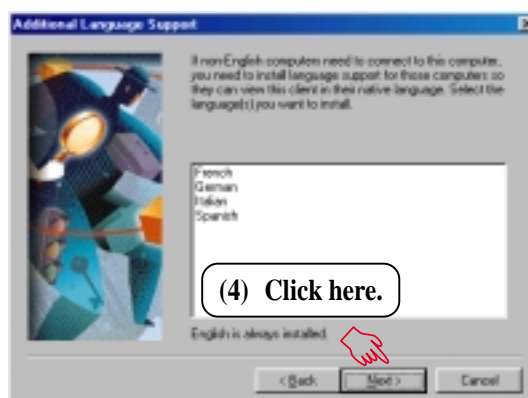 Additional Language Support
If non-English computers need to connect to this computer,
you need to install language support for those computers so
they can view this client in their native language. Select the
language(s) you want to install.
French
German
Italian
Spanish
(4) Click here.
English is always installed.
< Back
Next >
Cancel